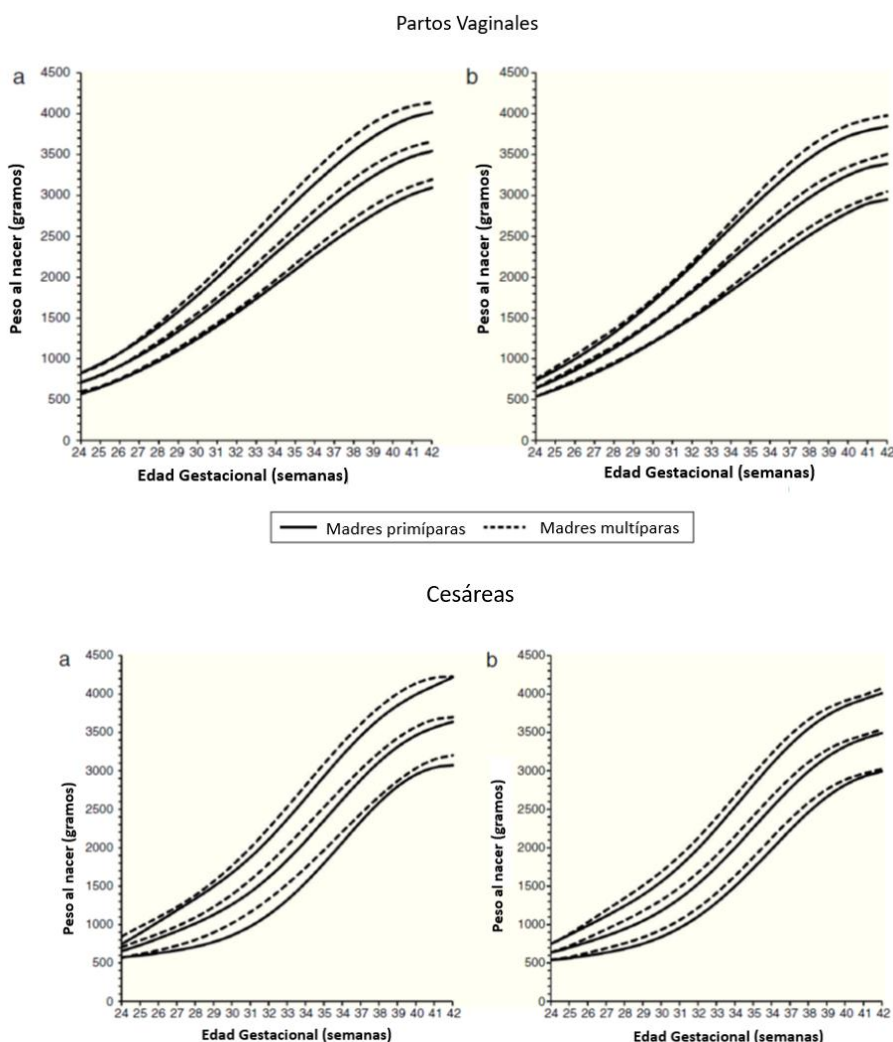 Partos Vaginales
a
4500
4000
3500
3000
2500
2000
1500
1000
500
0
Peso al nacer (gramos)
24 25 26 27 28 29 30 31 32 33 34 35 34 37 38 39 40 41 42
Edad Gestacional (semanas)
b
4500
4000
3500
3000
2500
2000
1500
1000
500
0
Peso al nacer (gramos)
24 25 26 27 28 29 30 31 32 33 34 35 36 37 38 39 40 41 42
Edad Gestacional (semanas)
Madres primíparas Madres multíparas
Cesáreas
a
4500
4000
3500
3000
2500
2000
1500
1000
500
0
Peso al nacer (gramos)
24 25 26 27 28 29 30 31 32 33 34 35 36 37 38 39 40 41 42
Edad Gestacional (semanas)
b
4500
4000
3500
3000
2500
2000
1500
1000
500
0
Peso al nacer (gramos)
24 25 26 27 28 29 30 31 32 33 34 35 36 37 38 39 40 41 42
Edad Gestacional (semanas)